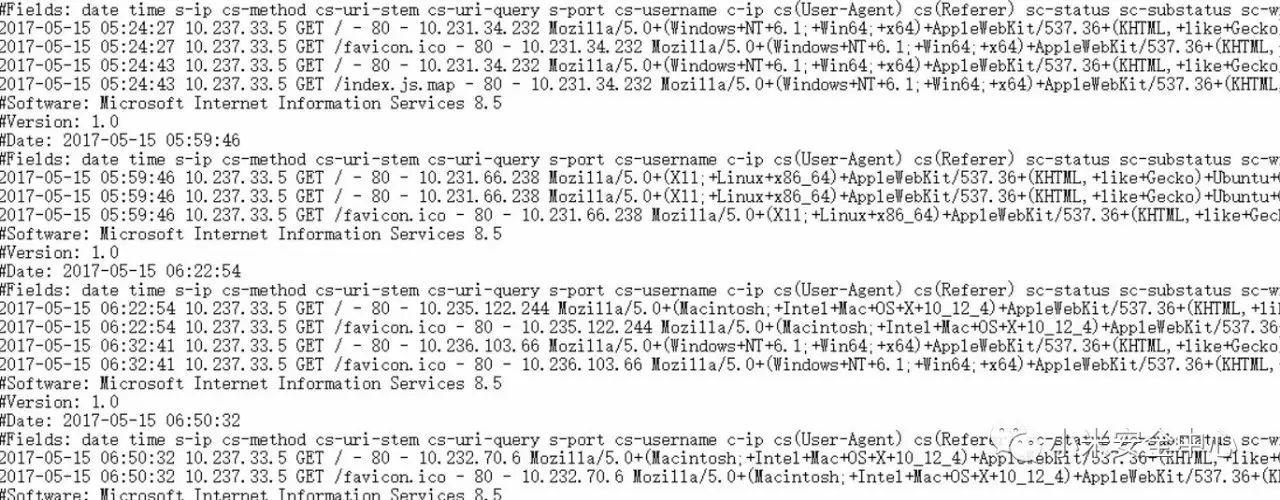 #Fields: date time s-ip cs-method cs-uri-stem cs-uri-query s-port cs-username c-ip cs(User-Agent) cs(Referer) sc-status sc-substatus sc-w
2017-05-15 05:24:27 10.237.33.5 GET / - 80 - 10.231.34.232 Mozilla/5.0+(Windows+NT+6.1;+Win64;+x64)+AppleWebKit/537.36+(KHTML,+like+Gecko)
2017-05-15 05:24:27 10.237.33.5 GET /favicon.ico - 80 - 10.231.34.232 Mozilla/5.0+(Windows+NT+6.1;+Win64;+x64)+AppleWebKit/537.36+(KHTML,+
2017-05-15 05:24:43 10.237.33.5 GET / - 80 - 10.231.34.232 Mozilla/5.0+(Windows+NT+6.1;+Win64;+x64)+AppleWebKit/537.36+(KHTML,+like+Gecko)
2017-05-15 05:24:43 10.237.33.5 GET /index.js.map - 80 - 10.231.34.232 Mozilla/5.0+(Windows+NT+6.1;+Win64;+x64)+AppleWebKit/537.36+(KHTML,
#Software: Microsoft Internet Information Services 8.5
#Version: 1.0
#Date: 2017-05-15 05:59:46
#Fields: date time s-ip cs-method cs-uri-stem cs-uri-query s-port cs-username c-ip cs(User-Agent) cs(Referer) sc-status sc-substatus sc-wi
2017-05-15 05:59:46 10.237.33.5 GET / - 80 - 10.231.66.238 Mozilla/5.0+(X11;+Linux+x86_64)+AppleWebKit/537.36+(KHTML,+like+Gecko)+Ubuntu+
2017-05-15 05:59:46 10.237.33.5 GET / - 80 - 10.231.66.238 Mozilla/5.0+(X11;+Linux+x86_64)+AppleWebKit/537.36+(KHTML,+like+Gecko)+Ubuntu+
2017-05-15 05:59:46 10.237.33.5 GET /favicon.ico - 80 - 10.231.66.238 Mozilla/5.0+(X11;+Linux+x86_64)+AppleWebKit/537.36+(KHTML,+like+Gec
#Software: Microsoft Internet Information Services 8.5
#Version: 1.0
#Date: 2017-05-15 06:22:54
#Fields: date time s-ip cs-method cs-uri-stem cs-uri-query s-port cs-username c-ip cs(User-Agent) cs(Referer) sc-status sc-substatus sc-wi
2017-05-15 06:22:54 10.237.33.5 GET / - 80 - 10.235.122.244 Mozilla/5.0+(Macintosh;+Intel+Mac+OS+X+10_12_4)+AppleWebKit/537.36+(KHTML,+li
2017-05-15 06:22:54 10.237.33.5 GET /favicon.ico - 80 - 10.235.122.244 Mozilla/5.0+(Macintosh;+Intel+Mac+OS+X+10_12_4)+AppleWebKit/537.36
2017-05-15 06:32:41 10.237.33.5 GET / - 80 - 10.236.103.66 Mozilla/5.0+(Windows+NT+6.1;+Win64;+x64)+AppleWebKit/537.36+(KHTML,+like+Gecko
2017-05-15 06:32:41 10.237.33.5 GET /favicon.ico - 80 - 10.236.103.66 Mozilla/5.0+(Windows+NT+6.1;+Win64;+x64)+AppleWebKit/537.36+(KHTML,+
#Software: Microsoft Internet Information Services 8.5
#Version: 1.0
#Date: 2017-05-15 06:50:32
#Fields: date time s-ip cs-method cs-uri-stem cs-uri-query s-port cs-username c-ip cs(User-Agent) cs(Referer) sc-status sc-substatus sc-wi
2017-05-15 06:50:32 10.237.33.5 GET / - 80 - 10.232.70.6 Mozilla/5.0+(Macintosh;+Intel+Mac+OS+X+10_12_4)+AppleWebKit/537.36+(KHTML,+like+
2017-05-15 06:50:32 10.237.33.5 GET /favicon.ico - 80 - 10.232.70.6 Mozilla/5.0+(Macintosh;+Intel+Mac+OS+X+10_12_4)+AppleWebKit/537.36+(K
#Software: Microsoft Internet Information Services 8.5
小米安全中心